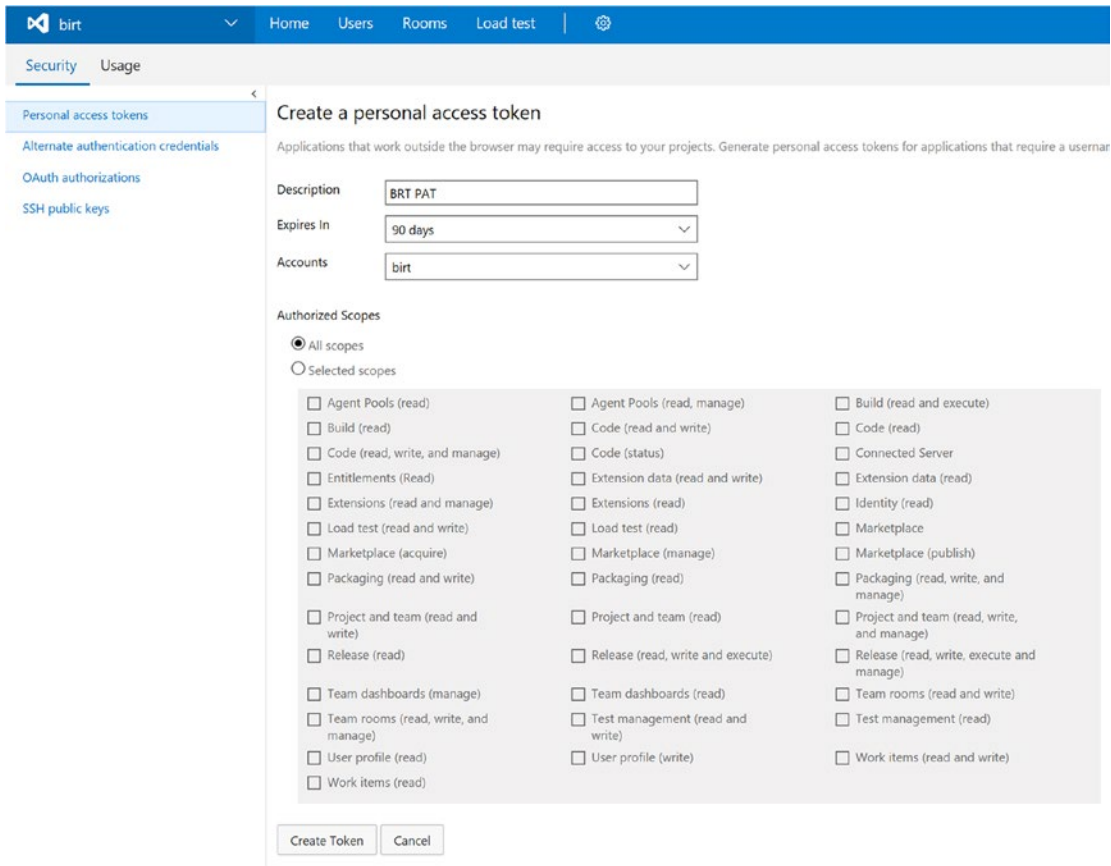 birt Home Users Rooms Load test
Security Usage
Personal access tokens
Alternate authentication credentials
OAuth authorizations
SSH public keys
Create a personal access token
Applications that work outside the browser may require access to your projects. Generate personal access tokens for applications that require a
Description BRT PAT
Expires In 90 days
Accounts birt
Authorized Scopes
All scopes
Selected scopes
Agent Pools (read) Agent Pools (read, manage) Build (read and execute)
Build (read) Code (read and write) Code (read)
Code (read, write, and manage) Code (status) Connected Server
Entitlements (Read) Extension data (read and write) Extension data (read)
Extensions (read and manage) Extensions (read) Identity (read)
Load test (read and write) Load test (read) Marketplace
Marketplace (acquire) Marketplace (manage) Marketplace (publish)
Packaging (read and write) Packaging (read) Packaging (read, write, and
manage)
Project and team (read and Project and team (read) Project and team (read, write,
write) and manage)
Release (read) Release (read, write and execute) Release (read, write, execute and
manage)
Team dashboards (manage) Team dashboards (read) Team rooms (read and write)
Team rooms (read, write, and Test management (read and Test management (read)
manage) write)
User profile (read) User profile (write) Work items (read and write)
Work items (read)
Create Token Cancel